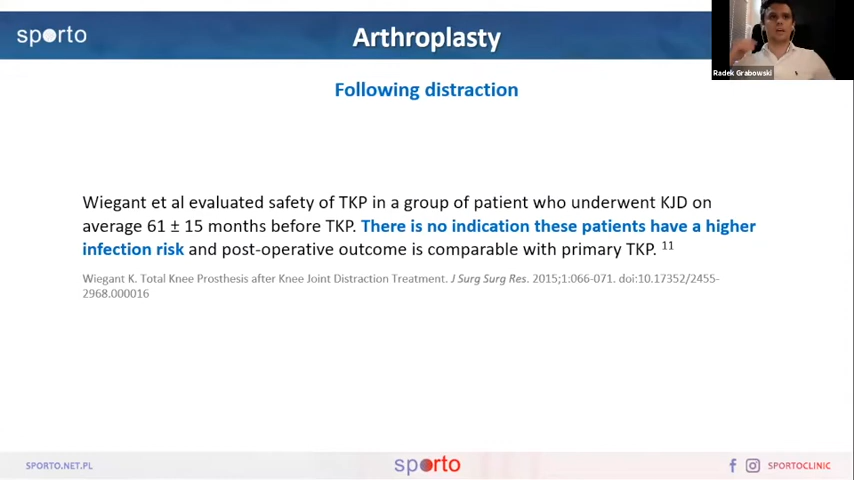 sporto
Arthroplasty
Radek Grabowski
Following distraction
Wiegant et al evaluated safety of TKP in a group of patient who underwent KJD on
average 61 ± 15 months before TKP. There is no indication these patients have a higher
infection risk and post-operative outcome is comparable with primary TKP. 11
Wiegant K. Total Knee Prosthesis after Knee Joint Distraction Treatment. J Surg Surg Res. 2015;1:066-071. doi:10.17352/2455-
2968.000016
SPORTO.NET.PL
sporto
SPORTOCLINIC